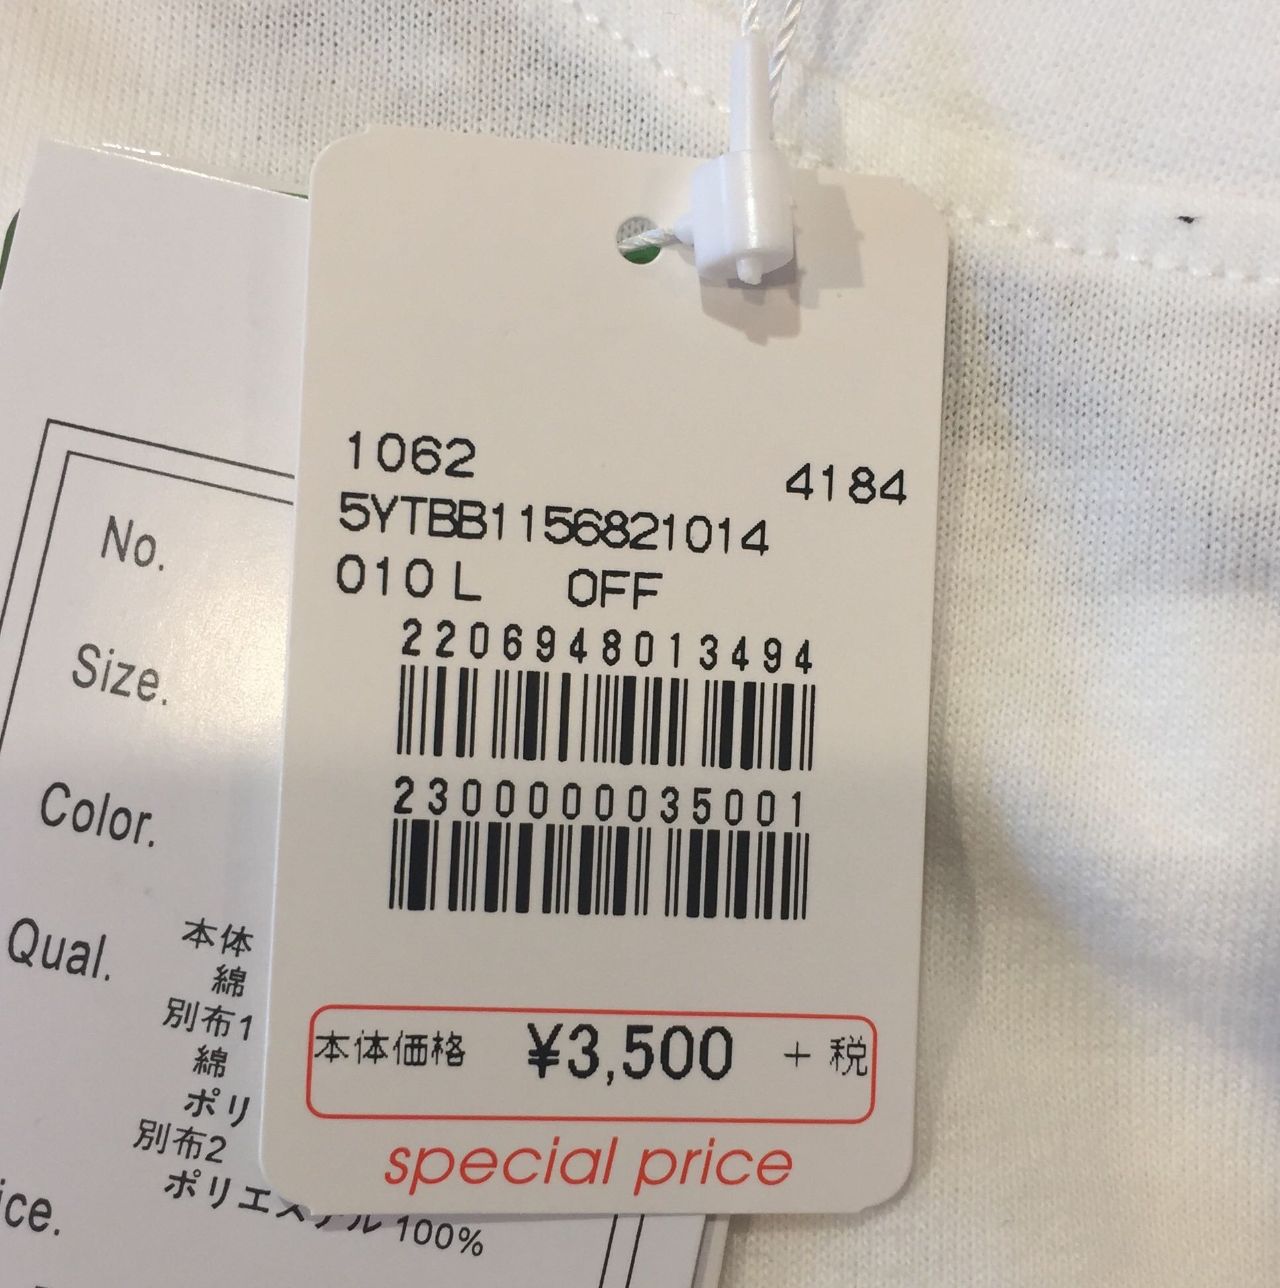 1062
4184
5YTBB1156821014
010 L OFF
2206948013494
2300000035001
本体価格 ¥3,500 + 税
special price
No.
Size.
Color.
Qual.
本体
綿
別布1
綿
ポリ
別布2
ポリエステル 100%
ice.